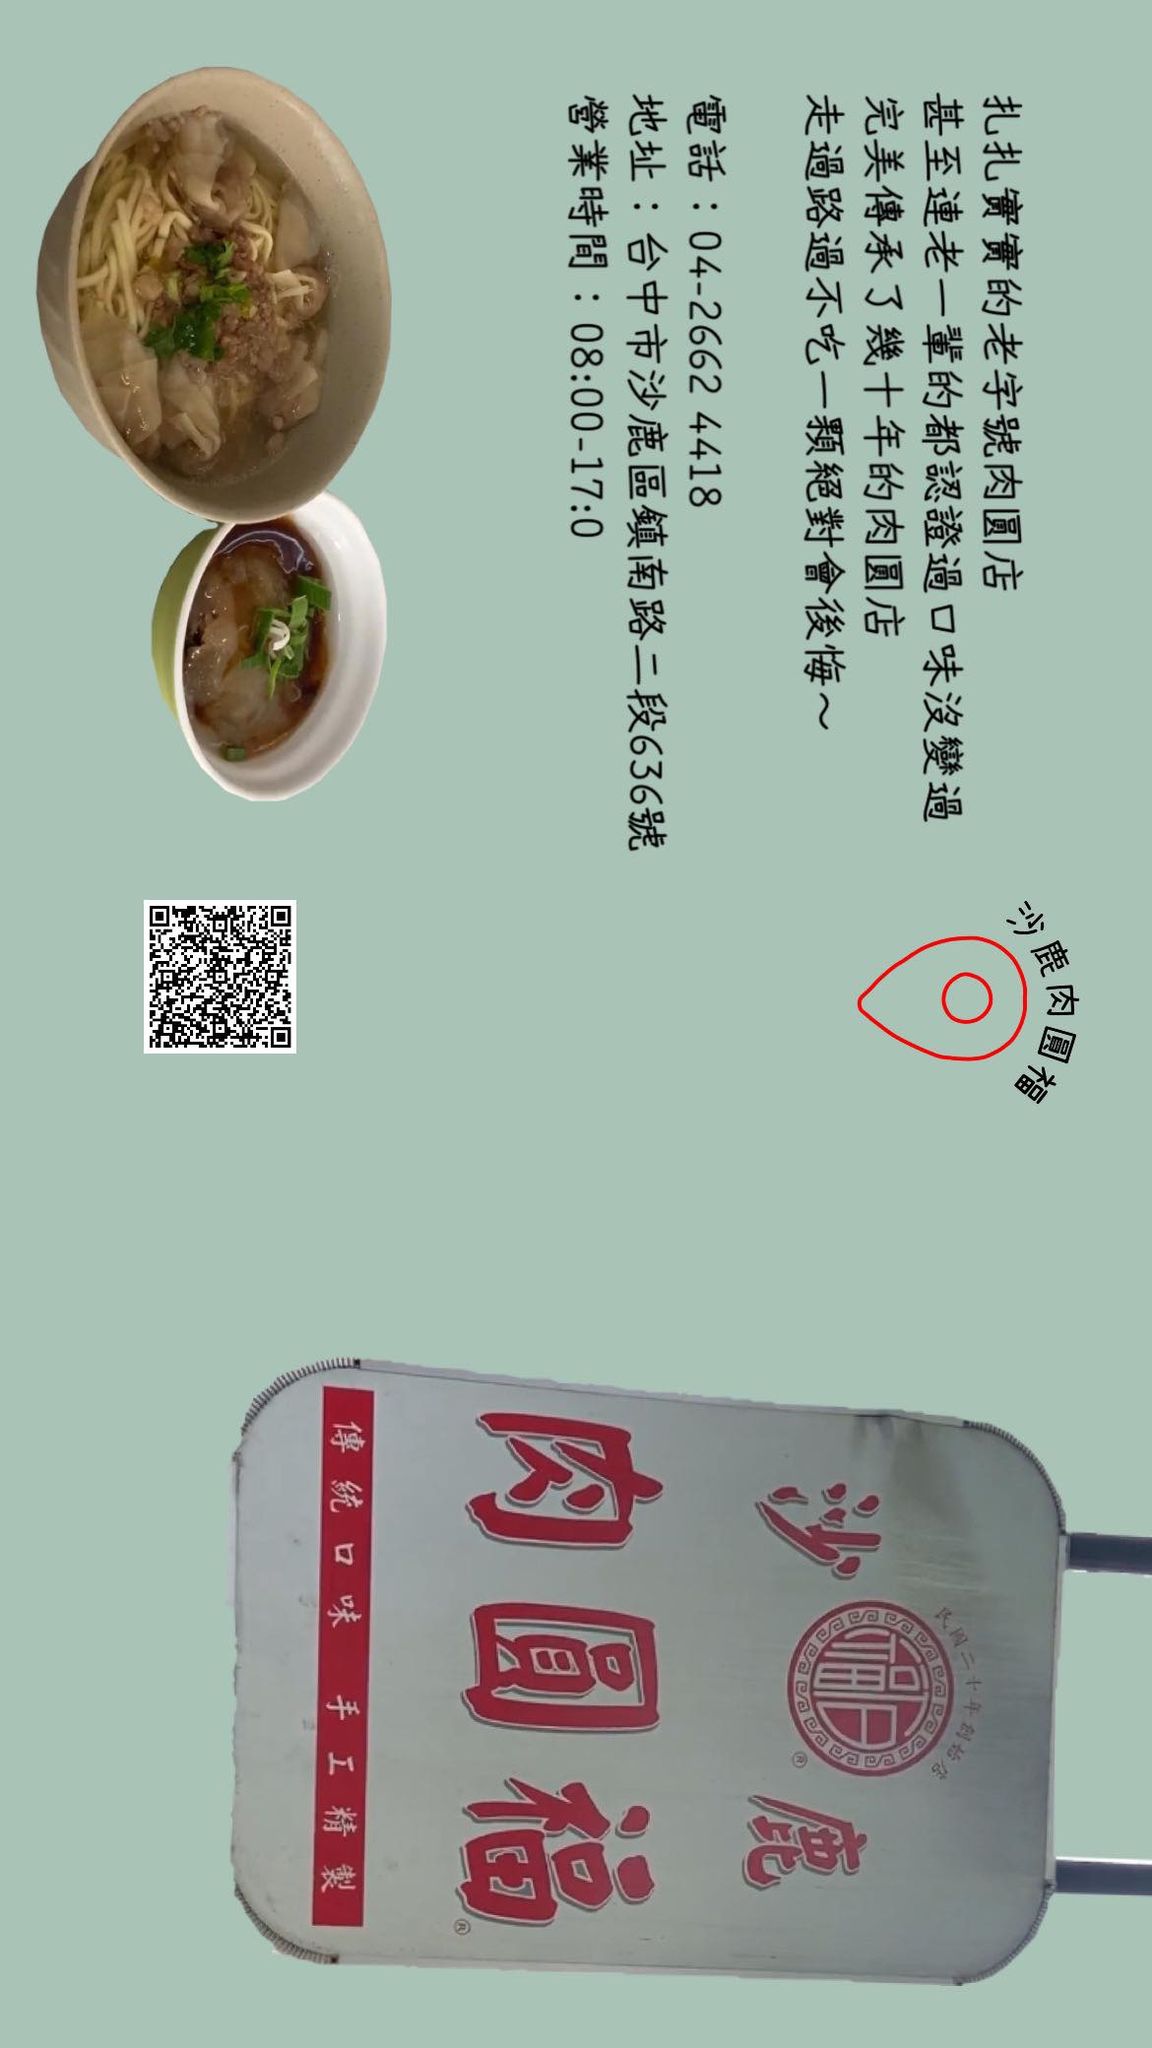 扎扎實實的老字號肉圓店
甚至連老一輩的都認證過口味沒變過
完美傳承了幾十年的肉圓店
走過路過不吃一顆絕對會後悔～
電話：04-2662 4418
地址：台中市沙鹿區鎮南路二段636號
營業時間：08:00-17:0
沙鹿肉圓福
民國二十年創始店
福
沙鹿
®
肉圓福
®
傳統口味 手工精製